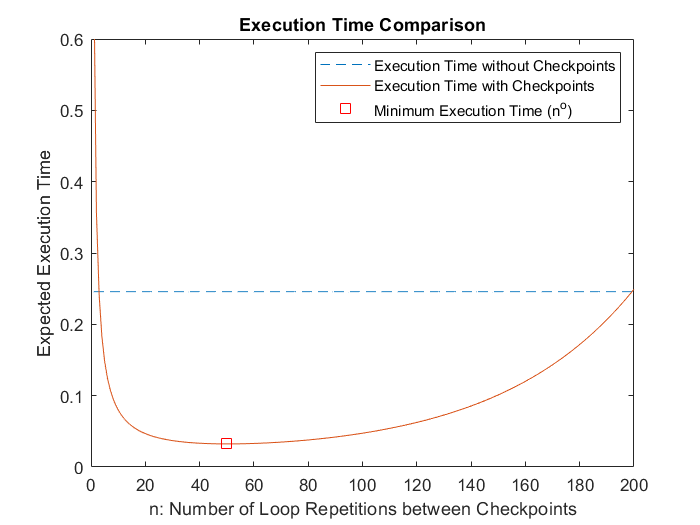 Execution Time Comparison
Execution Time without Checkpoints
Execution Time with Checkpoints
Minimum Execution Time (n^o)
Expected Execution Time
0.6
0.5
0.4
0.3
0.2
0.1
0
0 20 40 60 80 100 120 140 160 180 200
n: Number of Loop Repetitions between Checkpoints